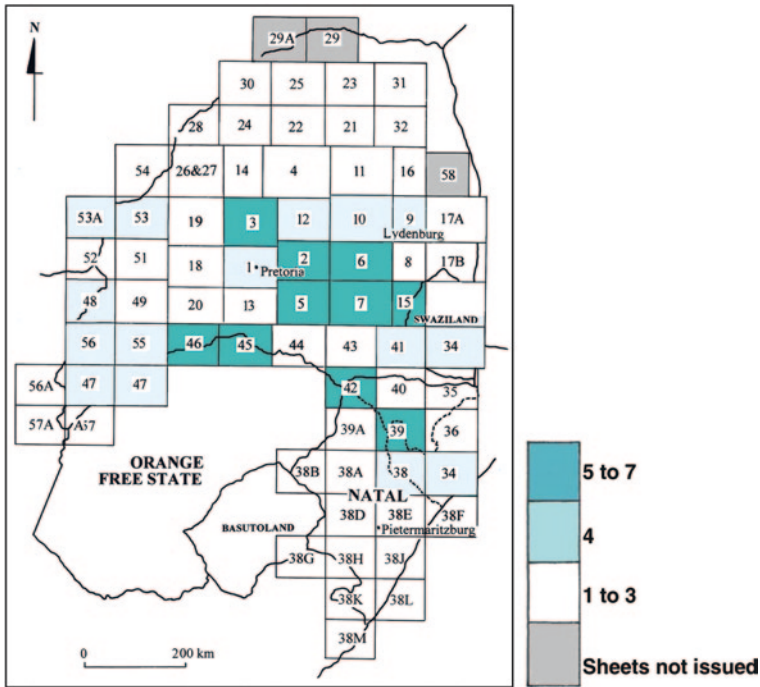 N
29A 29
30 25 23 31
28 24 22 21 32
54 26&27 14 4 11 16 58
53A 53 19 3 12 10 9 17A
Lydenburg
52 51 18 1 Pretoria 2 6 8 17B
48 49 20 13 5 7 15
SWAZILAND
56 55 46 45 44 43 41 34
56A 47 47 42 40 35
57A A57 39A 39 36
ORANGE
FREE STATE
38B 38A 38 34
NATAL
BASUTOLAND
38D 38E 38F
Pietermaritzburg
38G 38H 38J
38K 38L
38M
0 200 km
5 to 7
4
1 to 3
Sheets not issued